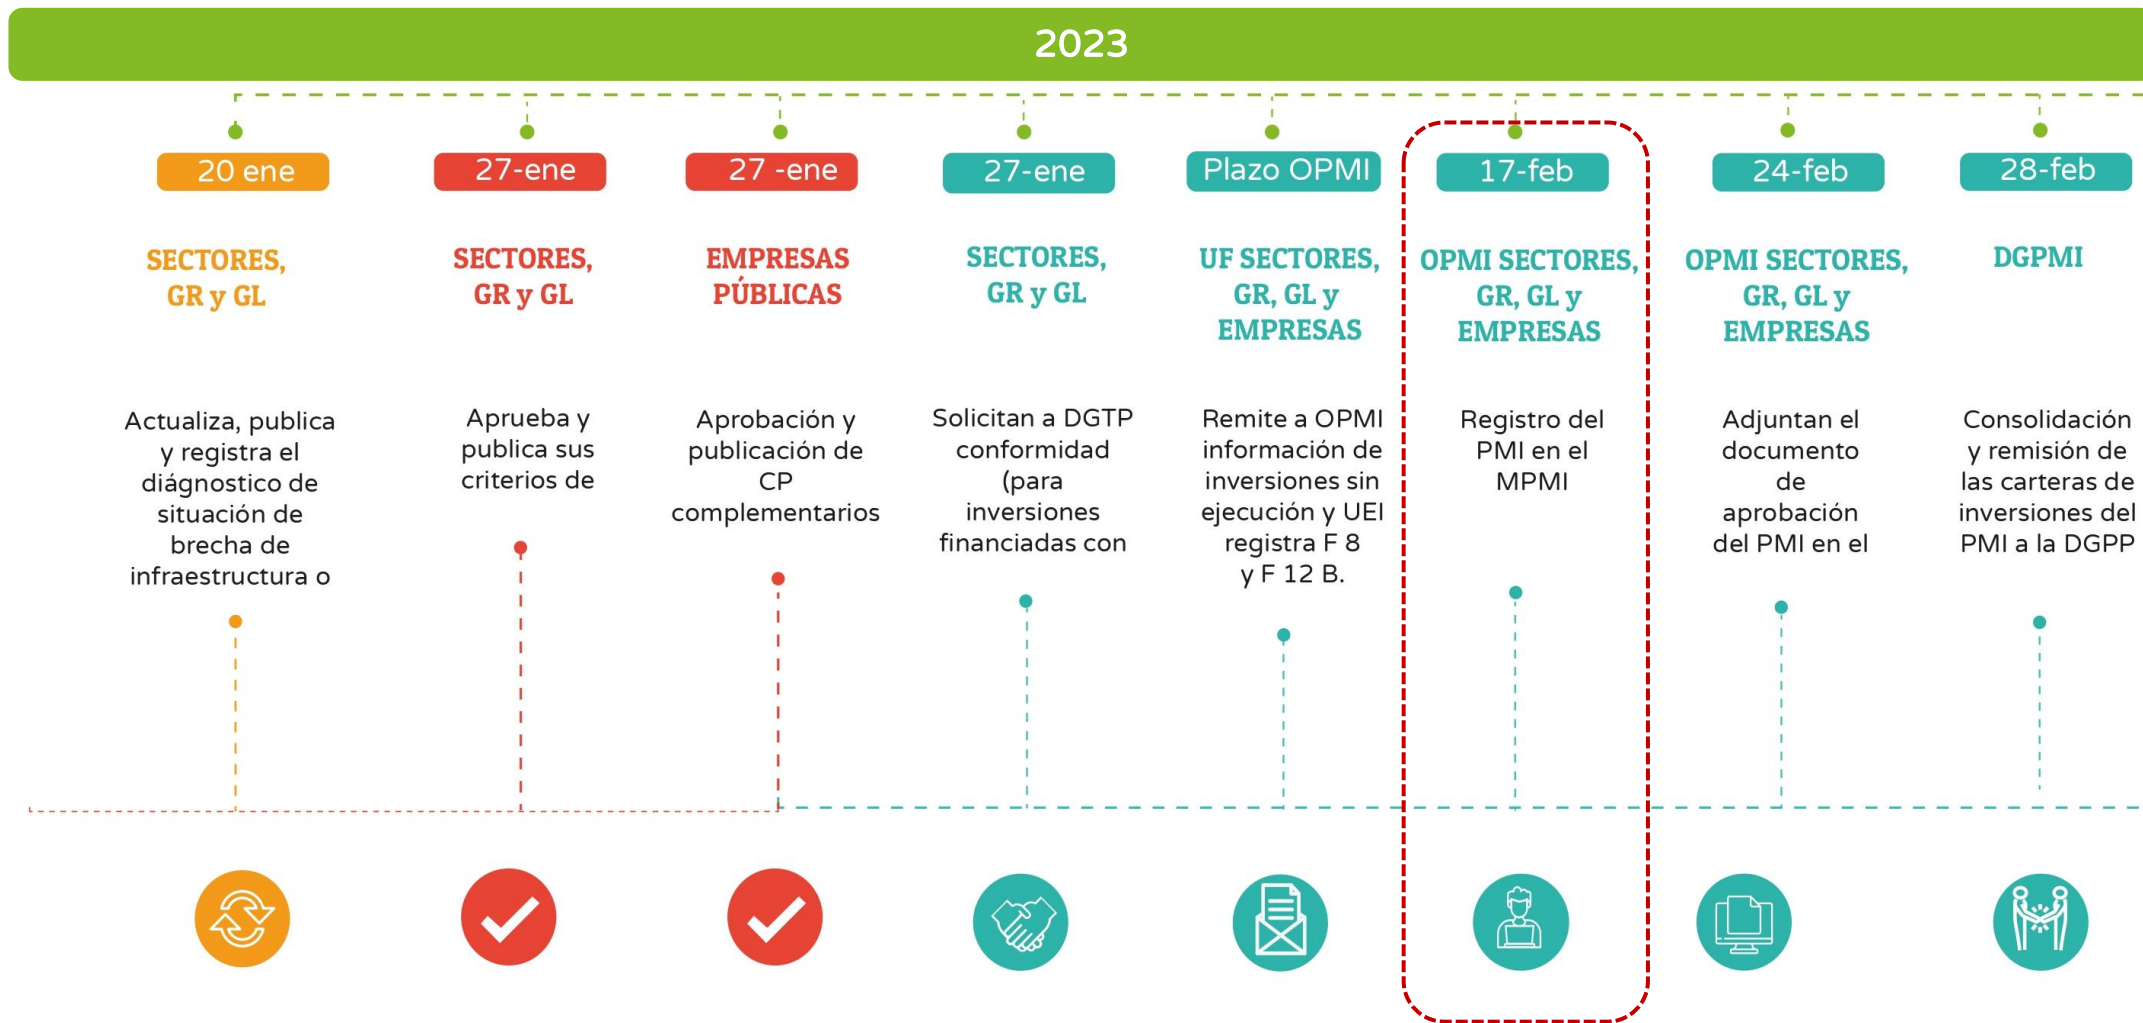 2023
20 ene
SECTORES,
GR y GL
Actualiza, publica
y registra el
diágnostico de
situación de
brecha de
infraestructura o
27-ene
SECTORES,
GR y GL
Aprueba y
publica sus
criterios de
27 -ene
EMPRESAS
PÚBLICAS
Aprobación y
publicación de
CP
complementarios
27-ene
SECTORES,
GR y GL
Solicitan a DGTP
conformidad
(para
inversiones
financiadas con
Plazo OPMI
UF SECTORES,
GR, GL y
EMPRESAS
Remite a OPMI
información de
inversiones sin
ejecución y UEI
registra F 8
y F 12 B.
17-feb
OPMI SECTORES,
GR, GL y
EMPRESAS
Registro del
PMI en el
MPMI
24-feb
OPMI SECTORES,
GR, GL y
EMPRESAS
Adjuntan el
documento
de
aprobación
del PMI en el
28-feb
DGPMI
Consolidación
y remisión de
las carteras de
inversiones del
PMI a la DGPP